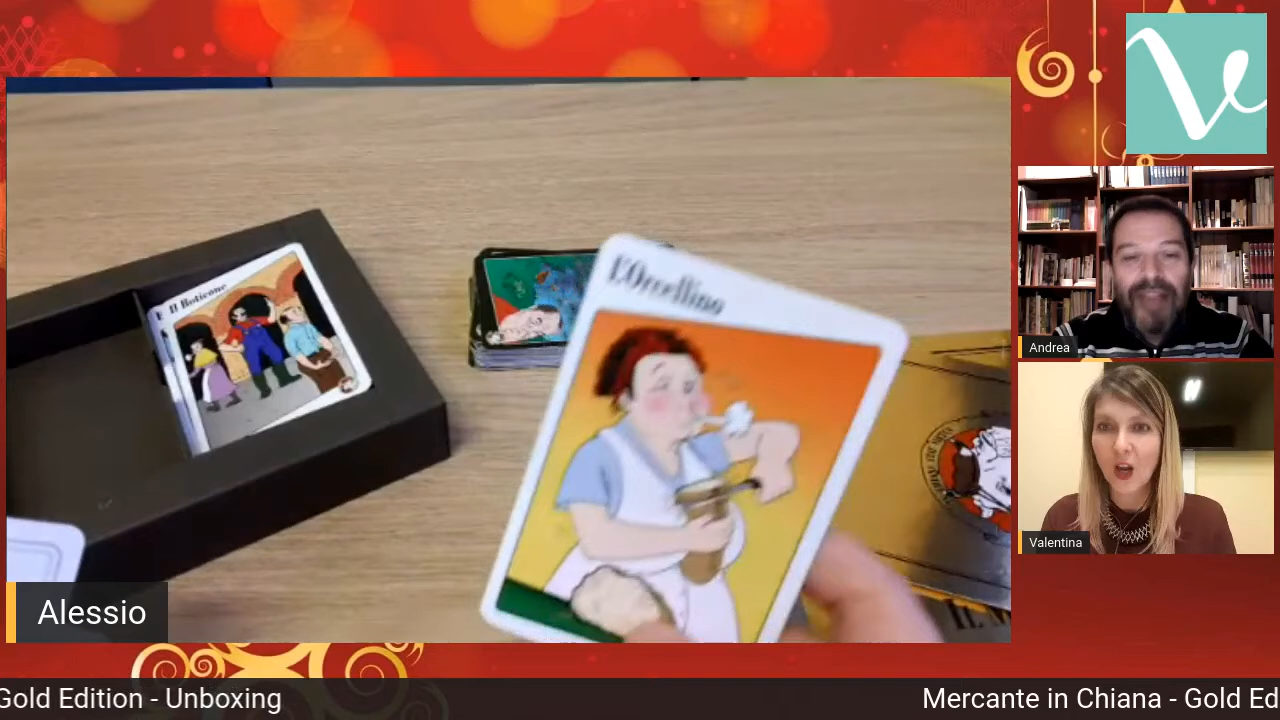 Il Boticone
L'Orcellino
Andrea
Valentina
Alessio
Gold Edition - Unboxing
Mercante in Chiana - Gold Ed